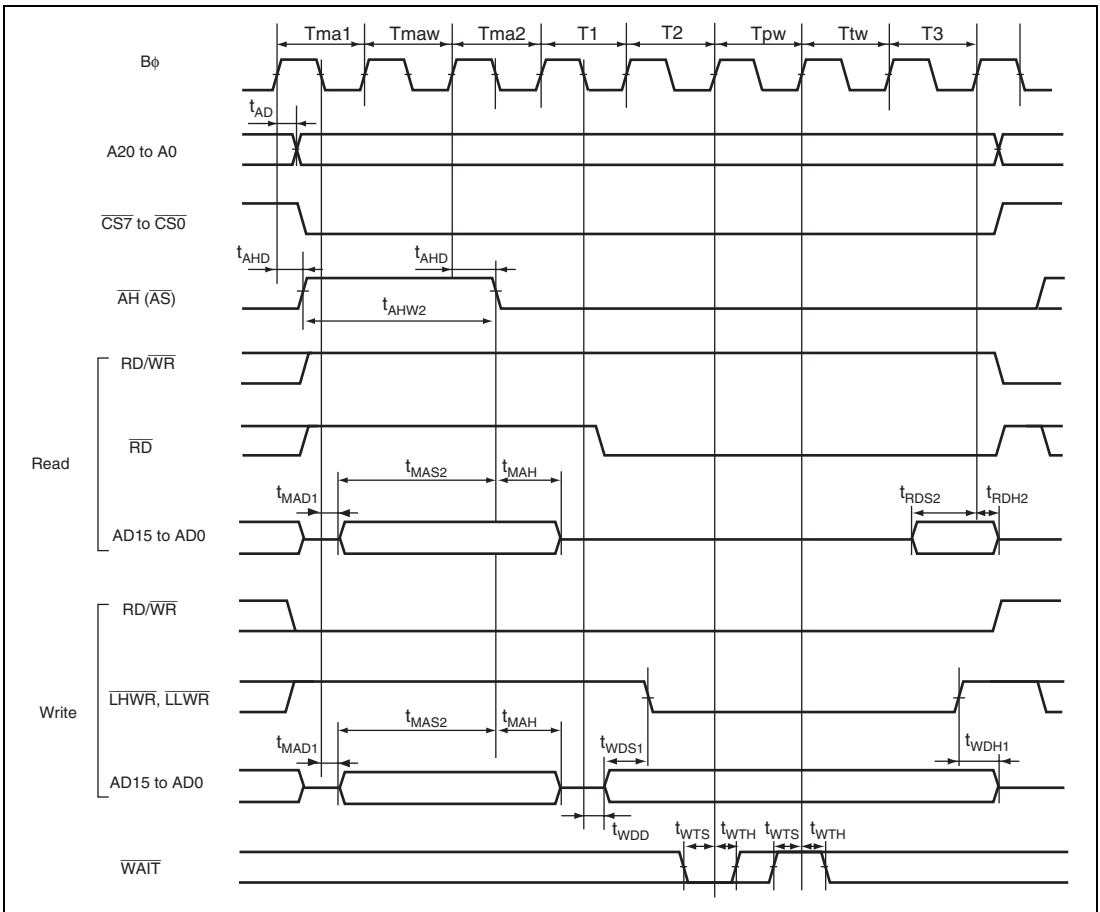 Tma1 Tmaw Tma2 T1 T2 Tpw Ttw T3
Bφ
tAD
A20 to A0
CS7 to CS0
tAHD tAHD
AH (AS)
tAHW2
Read
RD/WR
RD
tMAD1 tMAS2 tMAH tRDS2 tRDH2
AD15 to AD0
Write
RD/WR
LHWR, LLWR
tMAD1 tMAS2 tMAH tWDS1 tWDH1
AD15 to AD0
tWDD tWTS tWTH tWTS tWTH
WAIT